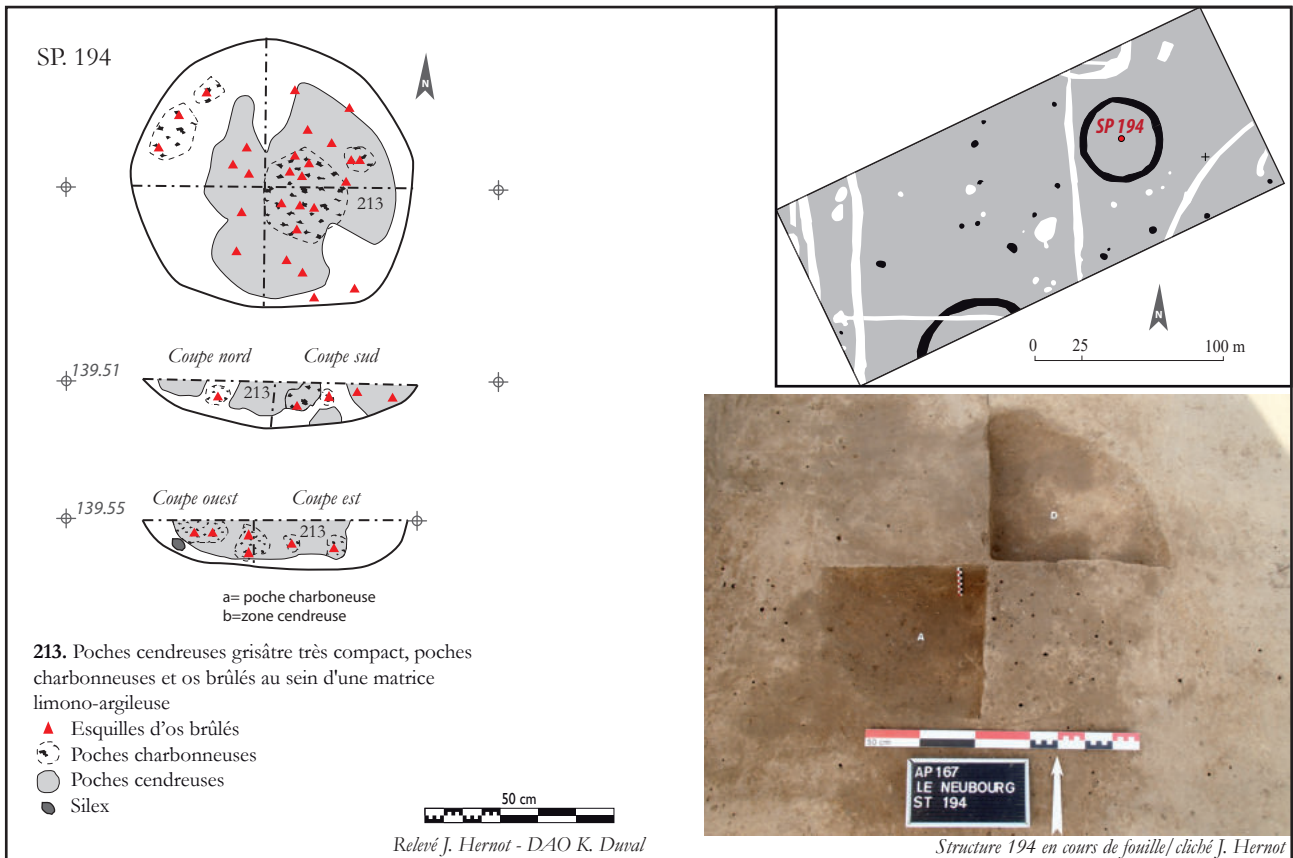 SP. 194
N
213
139.51
Coupe nord
Coupe sud
213
139.55
Coupe ouest
Coupe est
213
a= poche charboneuse
b=zone cendreuse
213. Poches cendreuses grisâtre très compact, poches
charbonneuses et os brûlés au sein d'une matrice
limono-argileuse
Esquilles d'os brûlés
Poches charbonneuses
Poches cendreuses
Silex
50 cm
Relevé J. Hernot - DAO K. Duval
SP 194
N
0 25 100 m
D
A
50 cm
AP 167
LE NEUBOURG
ST 194
Structure 194 en cours de fouille/ cliché J. Hernot